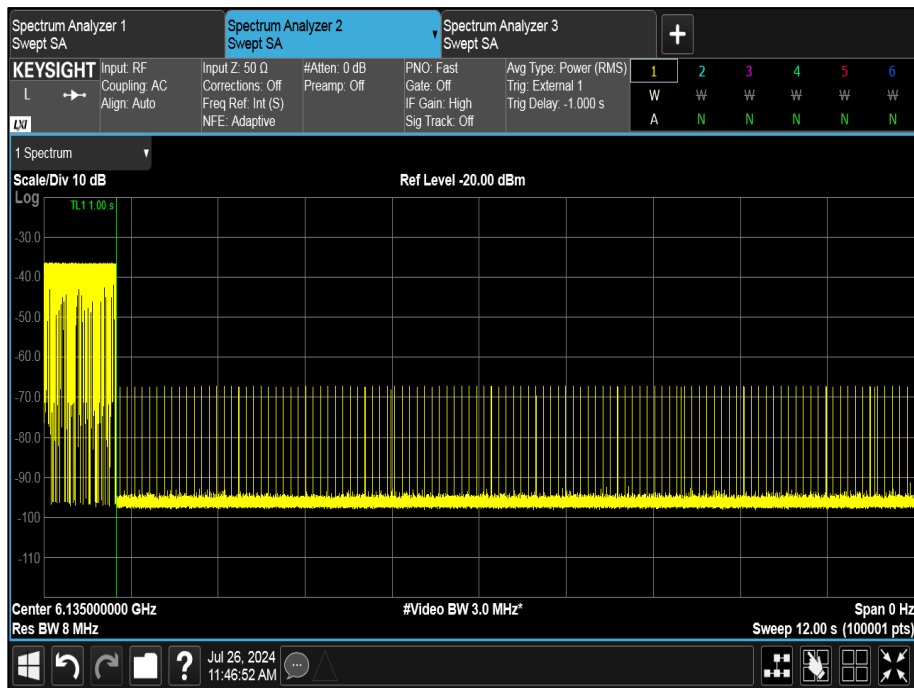 Spectrum Analyzer 1
Swept SA
Spectrum Analyzer 2
Swept SA
Spectrum Analyzer 3
Swept SA
+
KEYSIGHT
L
LXI
Input: RF
Coupling: AC
Align: Auto
Input Z: 50 Ω
Corrections: Off
Freq Ref: Int (S)
NFE: Adaptive
#Atten: 0 dB
Preamp: Off
PNO: Fast
Gate: Off
IF Gain: High
Sig Track: Off
Avg Type: Power (RMS)
Trig: External 1
Trig Delay: -1.000 s
1 2 3 4 5 6
W W W W W W
A N N N N N
1 Spectrum
Scale/Div 10 dB
Ref Level -20.00 dBm
Log
TL1 1.00 s
-30.0
-40.0
-50.0
-60.0
-70.0
-80.0
-90.0
-100
-110
Center 6.135000000 GHz
#Video BW 3.0 MHz*
Span 0 Hz
Res BW 8 MHz
Sweep 12.00 s (100001 pts)
?
Jul 26, 2024
11:46:52 AM